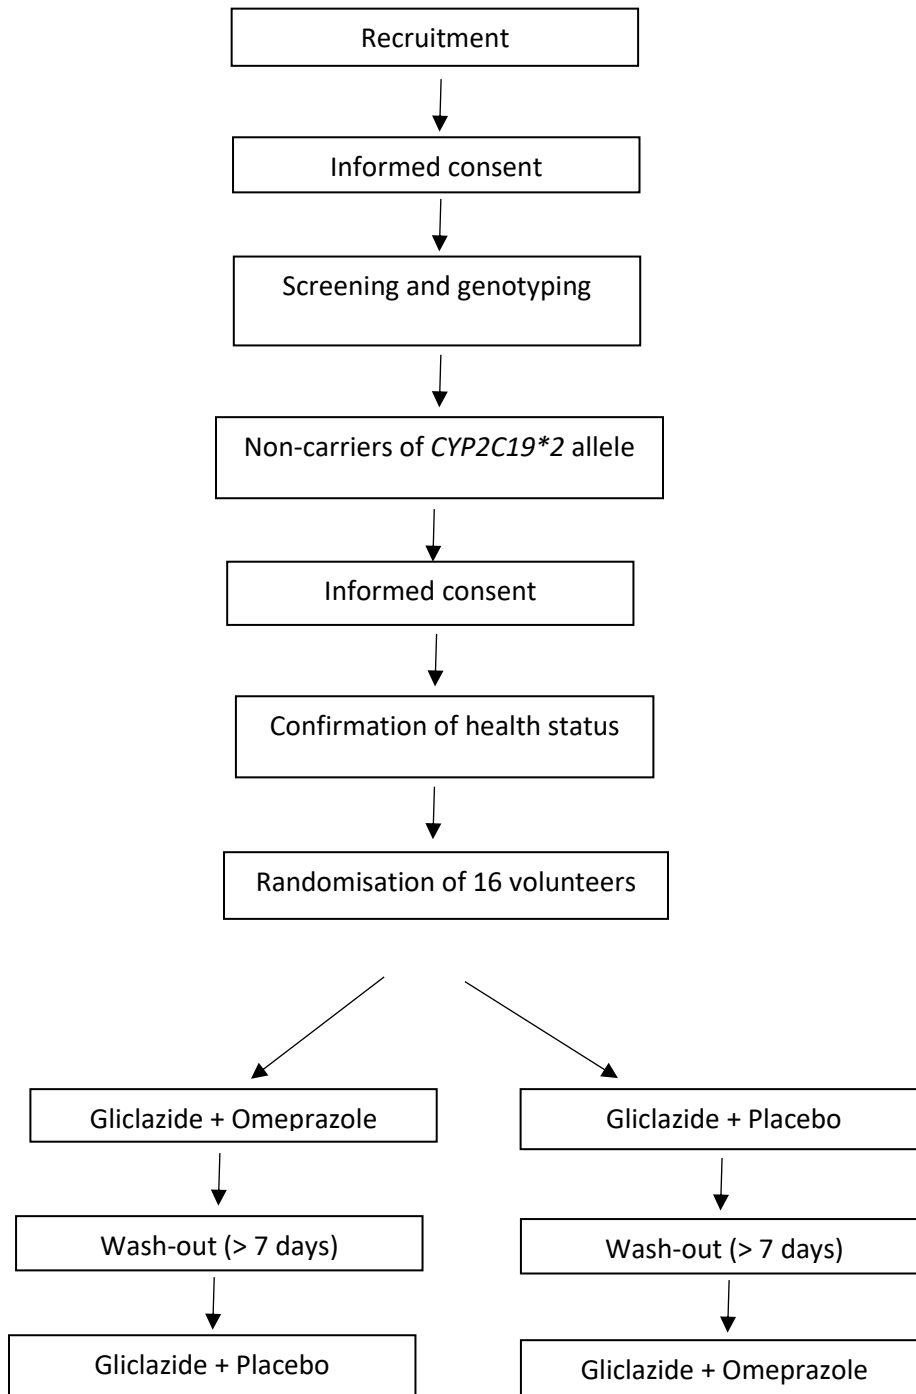 Recruitment
Informed consent
Screening and genotyping
Non-carriers of CYP2C19*2 allele
Informed consent
Confirmation of health status
Randomisation of 16 volunteers
Gliclazide + Omeprazole
Gliclazide + Placebo
Wash-out (> 7 days)
Wash-out (> 7 days)
Gliclazide + Placebo
Gliclazide + Omeprazole